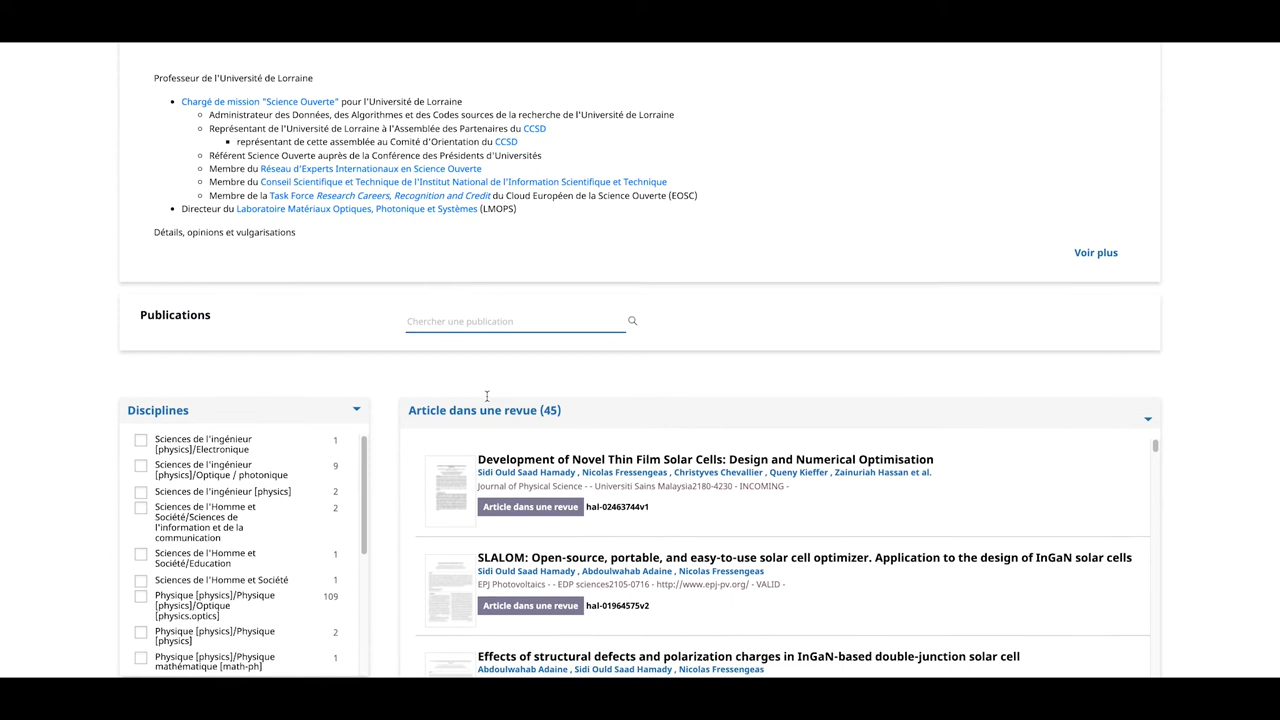 Professeur de l'Université de Lorraine
Chargé de mission "Science Ouverte" pour l'Université de Lorraine
Administrateur des Données, des Algorithmes et des Codes sources de la recherche de l'Université de Lorraine
Représentant de l'Université de Lorraine à l'Assemblée des Partenaires du CCSD
représentant de cette assemblée au Comité d'Orientation du CCSD
Référent Science Ouverte auprès de la Conférence des Présidents d'Universités
Membre du Réseau d'Experts Internationaux en Science Ouverte
Membre du Conseil Scientifique et Technique de l'Institut National de l'Information Scientifique et Technique
Membre de la Task Force Research Careers, Recognition and Credit du Cloud Européen de la Science Ouverte (EOSC)
Directeur du Laboratoire Matériaux Optiques, Photonique et Systèmes (LMOPS)
Détails, opinions et vulgarisations
Voir plus
Publications
Chercher une publication
Disciplines
Sciences de l'ingénieur 1
[physics]/Electronique
Sciences de l'ingénieur 9
[physics]/Optique / photonique
Sciences de l'ingénieur [physics] 2
Sciences de l'Homme et 2
Société/Sciences de
l'information et de la
communication
Sciences de l'Homme et 1
Société/Education
Sciences de l'Homme et Société 1
Physique [physics]/Physique 109
[physics]/Optique
[physics.optics]
Physique [physics]/Physique 2
[physics]
Physique [physics]/Physique 1
mathématique [math-ph]
Article dans une revue (45)
Development of Novel Thin Film Solar Cells: Design and Numerical Optimisation
Sidi Ould Saad Hamady , Nicolas Fressengeas , Christyves Chevallier , Queny Kieffer , Zainuriah Hassan et al.
Journal of Physical Science - - Universiti Sains Malaysia2180-4230 - INCOMING -
Article dans une revue hal-02463744v1
SLALOM: Open-source, portable, and easy-to-use solar cell optimizer. Application to the design of InGaN solar cells
Sidi Ould Saad Hamady , Abdoulwahab Adaine , Nicolas Fressengeas
EPJ Photovoltaics - - EDP sciences2105-0716 - http://www.epj-pv.org/ - VALID -
Article dans une revue hal-01964575v2
Effects of structural defects and polarization charges in InGaN-based double-junction solar cell
Abdoulwahab Adaine , Sidi Ould Saad Hamady , Nicolas Fressengeas